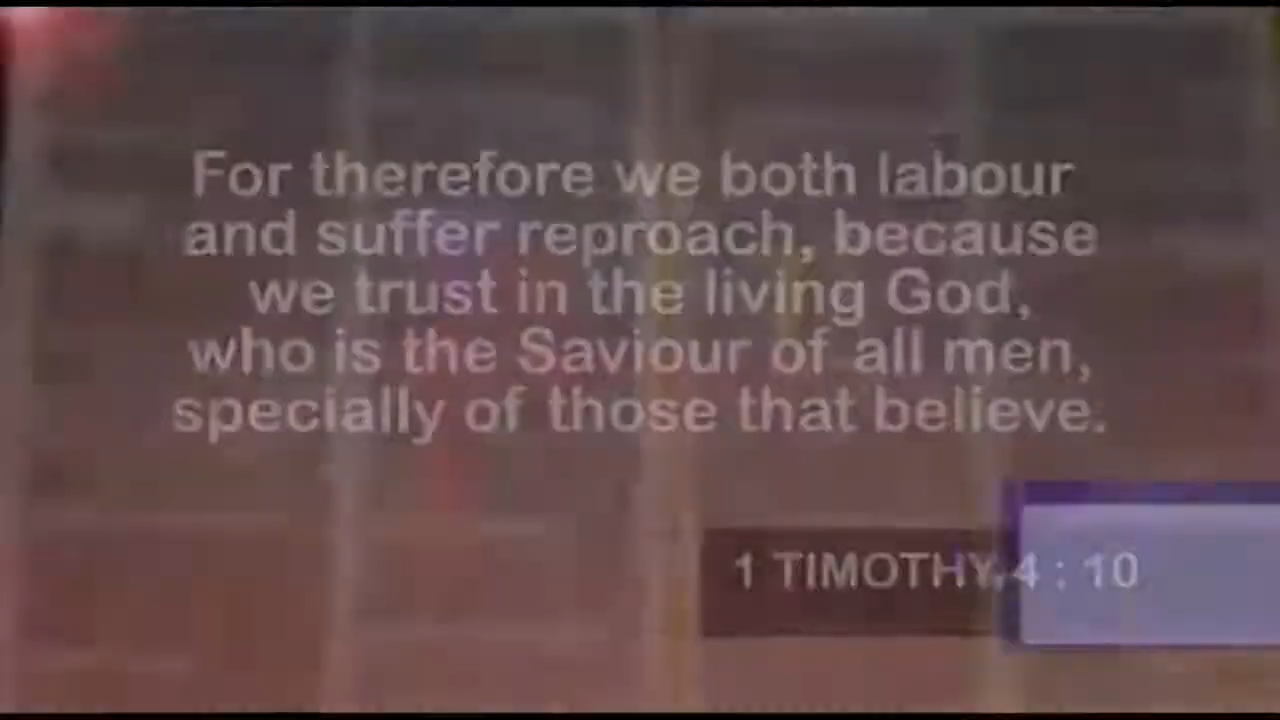 For therefore we both labour
and suffer reproach, because
we trust in the living God,
who is the Saviour of all men,
specially of those that believe.
1 TIMOTHY 4 : 10